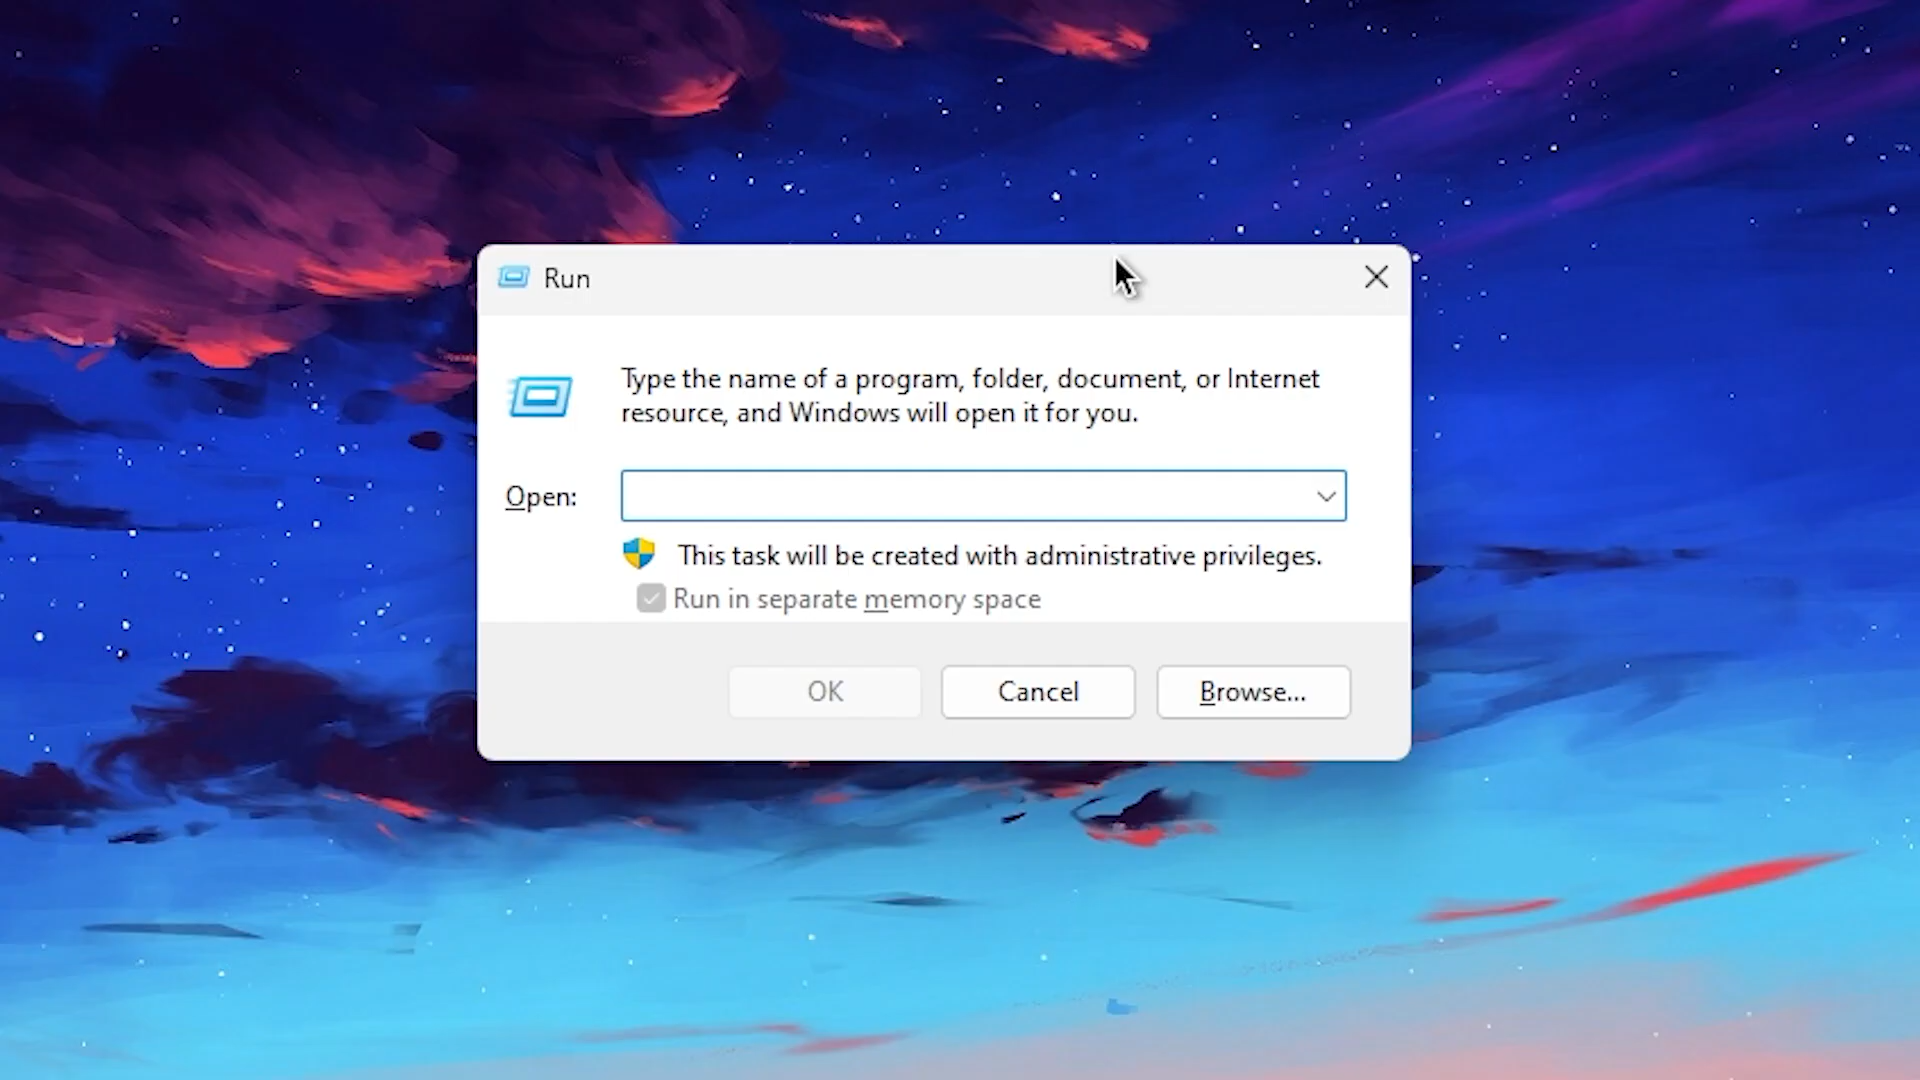 Run
Type the name of a program, folder, document, or Internet
resource, and Windows will open it for you.
Open:
This task will be created with administrative privileges.
Run in separate memory space
OK
Cancel
Browse...